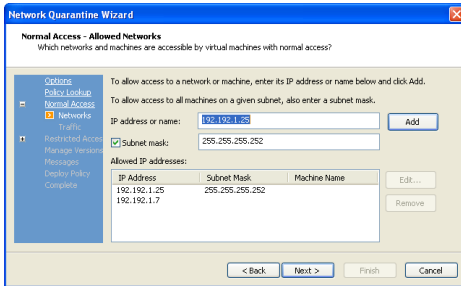 Network Quarantine Wizard
Normal Access - Allowed Networks
Which networks and machines are accessible by virtual machines with normal access?
Options
Policy Lookup
Normal Access
Networks
Traffic
Restricted Acces
Manage Versions
Messages
Deploy Policy
Complete
To allow access to a network or machine, enter its IP address or name below and click Add.
To allow access to all machines on a given subnet, also enter a subnet mask.
IP address or name: 192.192.1.25 Add
Subnet mask: 255.255.255.252
Allowed IP addresses:
IP Address Subnet Mask Machine Name
192.192.1.25 255.255.255.252
192.192.1.7
Edit...
Remove
< Back Next > Finish Cancel